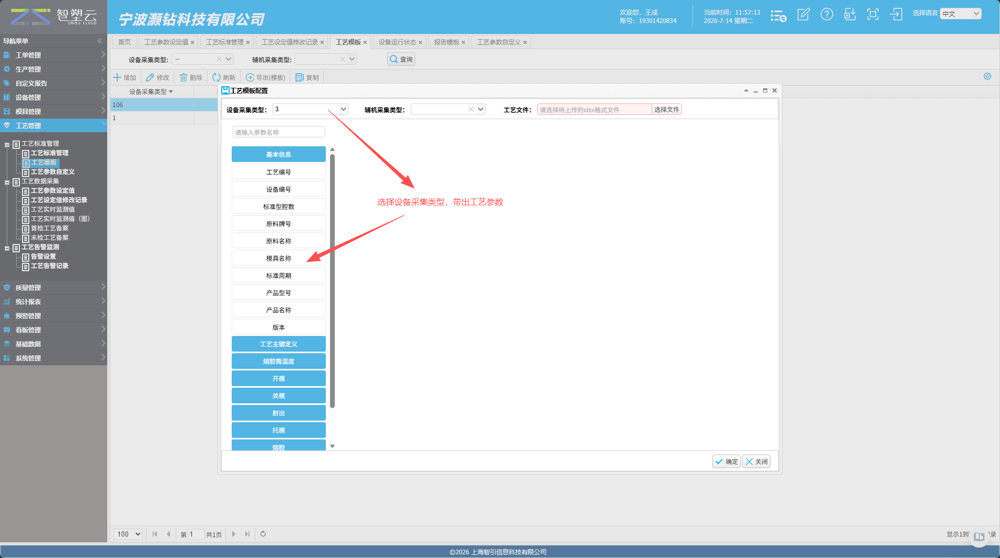 智塑云
ZHISU CLOUD
宁波灏钻科技有限公司
欢迎您，王成
账号：19301420834
当前时间：11:57:13
2026-7-14 星期二
选择语言
中文
导航菜单
工单管理
生产管理
自定义报告
设备管理
模具管理
工艺管理
工艺标准管理
工艺标准管理
工艺模板
工艺参数自定义
工艺数据采集
工艺参数设定值
工艺设定值修改记录
工艺实时监测值
工艺实时监测值（图）
首检工艺备案
末检工艺备案
工艺告警监测
告警设置
工艺告警记录
质量管理
统计报表
预警管理
看板管理
基础数据
系统管理
首页
工艺参数设定值
工艺标准管理
工艺设定值修改记录
工艺模板
设备运行状态
报告模板
工艺参数自定义
设备采集类型: --
辅机采集类型:
查询
增加
修改
删除
刷新
导出(模板)
复制
设备采集类型
106
1
工艺模板配置
设备采集类型: 3
辅机采集类型:
工艺文件: 请选择待上传的xlsx格式文件 选择文件
请输入参数名称
基本信息
工艺编号
设备编号
标准型腔数
原料牌号
原料名称
模具名称
标准周期
产品型号
产品名称
版本
工艺主键定义
熔胶筒温度
开模
关模
射出
托模
熔胶
选择设备采集类型，带出工艺参数
确定
关闭
100
第 1 共1页
显示1到
录
©2026 上海智引信息科技有限公司